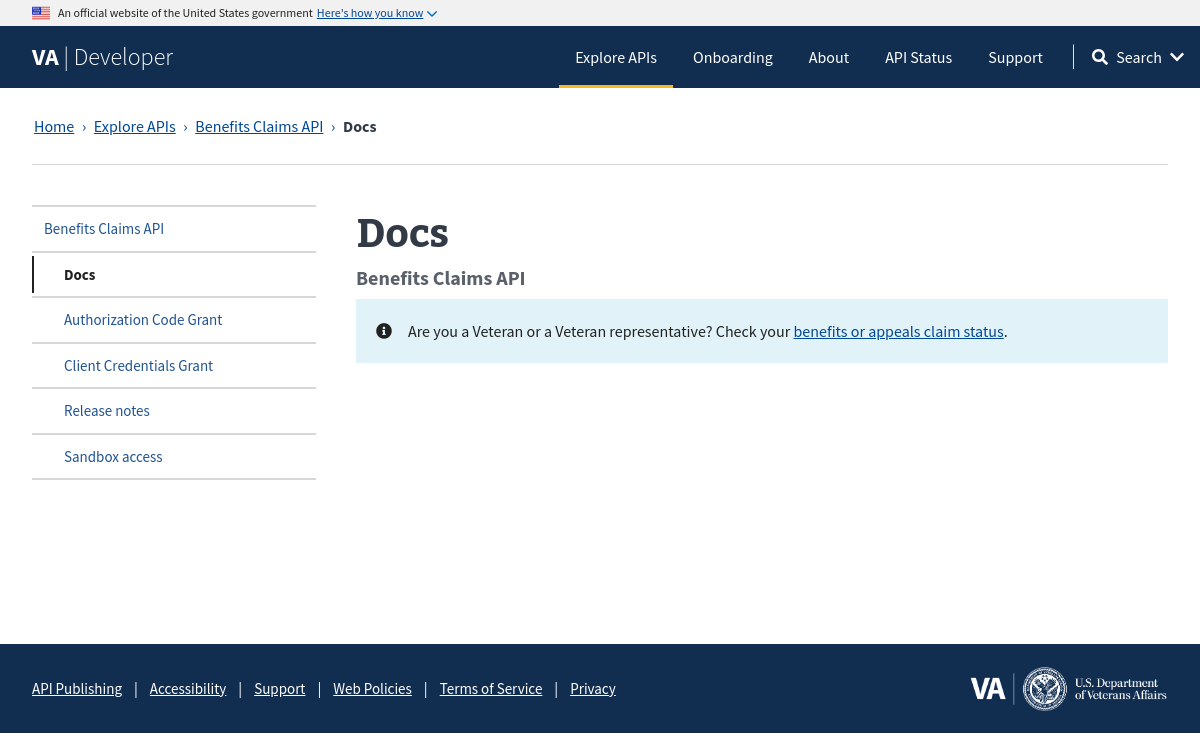 An official website of the United States government Here's how you know
VA | Developer
Explore APIs
Onboarding
About
API Status
Support
Search
Home › Explore APIs › Benefits Claims API › Docs
Benefits Claims API
Docs
Authorization Code Grant
Client Credentials Grant
Release notes
Sandbox access
Docs
Benefits Claims API
Are you a Veteran or a Veteran representative? Check your benefits or appeals claim status.
API Publishing | Accessibility | Support | Web Policies | Terms of Service | Privacy
VA
U.S. Department
of Veterans Affairs